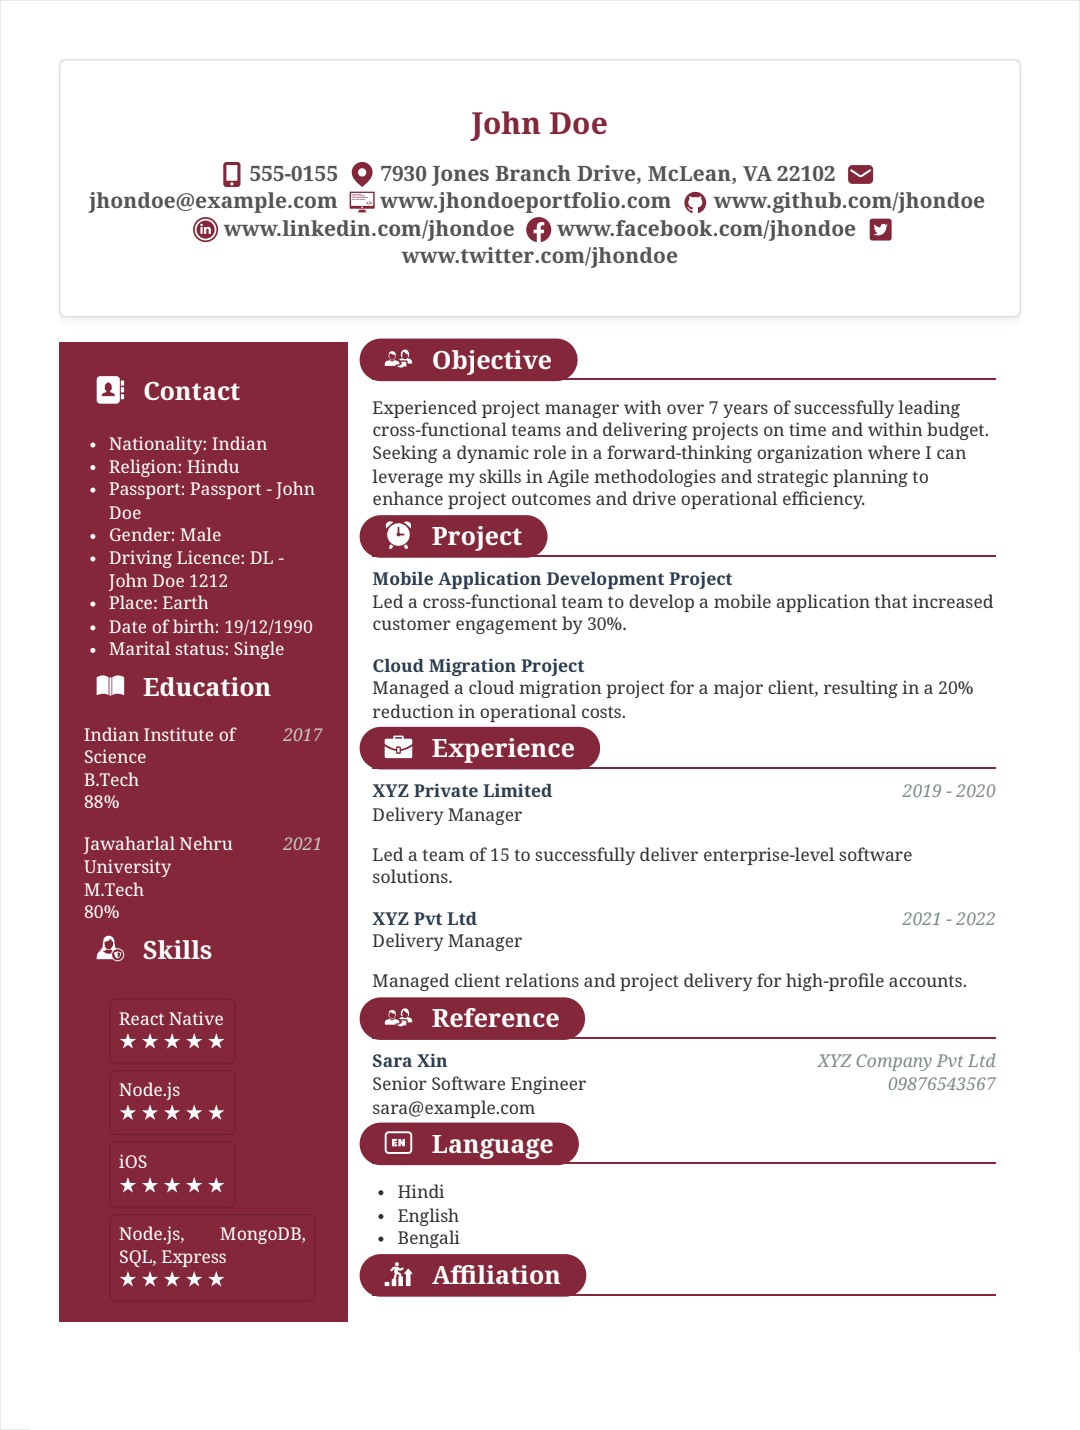 John Doe
555-0155 7930 Jones Branch Drive, McLean, VA 22102
jhondoe@example.com www.jhondoeportfolio.com www.github.com/jhondoe
www.linkedin.com/jhondoe www.facebook.com/jhondoe
www.twitter.com/jhondoe
Contact
• Nationality: Indian
• Religion: Hindu
• Passport: Passport - John
Doe
• Gender: Male
• Driving Licence: DL -
John Doe 1212
• Place: Earth
• Date of birth: 19/12/1990
• Marital status: Single
Education
Indian Institute of 2017
Science
B.Tech
88%
Jawaharlal Nehru 2021
University
M.Tech
80%
Skills
React Native
★★★★★
Node.js
★★★★★
iOS
★★★★★
Node.js, MongoDB,
SQL, Express
★★★★★
Objective
Experienced project manager with over 7 years of successfully leading
cross-functional teams and delivering projects on time and within budget.
Seeking a dynamic role in a forward-thinking organization where I can
leverage my skills in Agile methodologies and strategic planning to
enhance project outcomes and drive operational efficiency.
Project
Mobile Application Development Project
Led a cross-functional team to develop a mobile application that increased
customer engagement by 30%.
Cloud Migration Project
Managed a cloud migration project for a major client, resulting in a 20%
reduction in operational costs.
Experience
XYZ Private Limited 2019 - 2020
Delivery Manager
Led a team of 15 to successfully deliver enterprise-level software
solutions.
XYZ Pvt Ltd 2021 - 2022
Delivery Manager
Managed client relations and project delivery for high-profile accounts.
Reference
Sara Xin XYZ Company Pvt Ltd
Senior Software Engineer 09876543567
sara@example.com
EN Language
• Hindi
• English
• Bengali
Affiliation